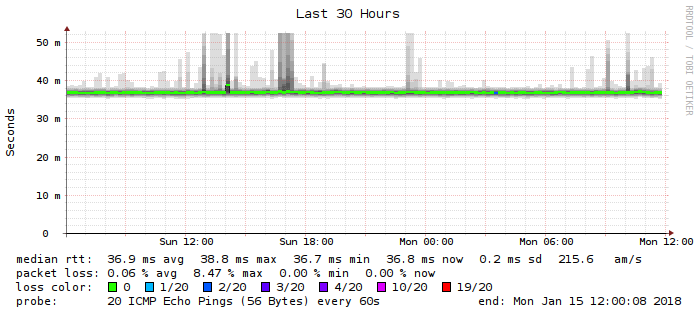 Last 30 Hours
RRDTOOL / TOBI OETIKER
Seconds
50 m
40 m
30 m
20 m
10 m
0
Sun 12:00 Sun 18:00 Mon 00:00 Mon 06:00 Mon 12:00
median rtt: 36.9 ms avg 38.8 ms max 36.7 ms min 36.8 ms now 0.2 ms sd 215.6 am/s
packet loss: 0.06 % avg 8.47 % max 0.00 % min 0.00 % now
loss color: 0 1/20 2/20 3/20 4/20 10/20 19/20
probe: 20 ICMP Echo Pings (56 Bytes) every 60s end: Mon Jan 15 12:00:08 2018